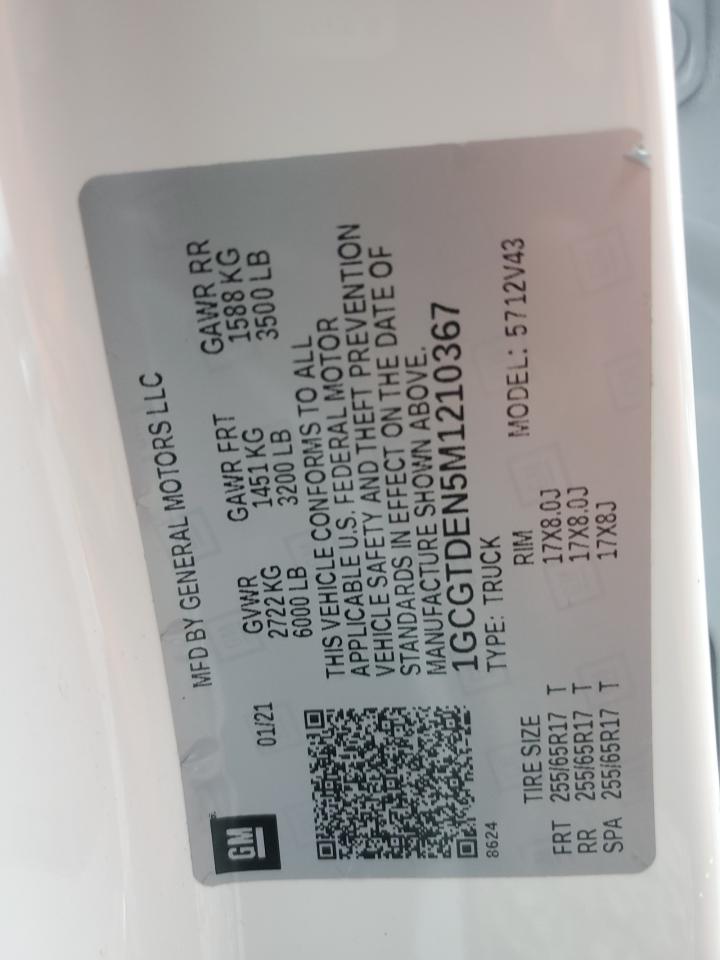 GM
MFD BY GENERAL MOTORS LLC
01/21
GVWR GAWR FRT GAWR RR
2722 KG 1451 KG 1588 KG
6000 LB 3200 LB 3500 LB
THIS VEHICLE CONFORMS TO ALL
APPLICABLE U.S. FEDERAL MOTOR
VEHICLE SAFETY AND THEFT PREVENTION
STANDARDS IN EFFECT ON THE DATE OF
MANUFACTURE SHOWN ABOVE.
1GCGTDEN5M1210367
8624
TYPE: TRUCK MODEL: 5712V43
TIRE SIZE RIM
FRT 255/65R17 T 17X8.0J
RR 255/65R17 T 17X8.0J
SPA 255/65R17 T 17X8J